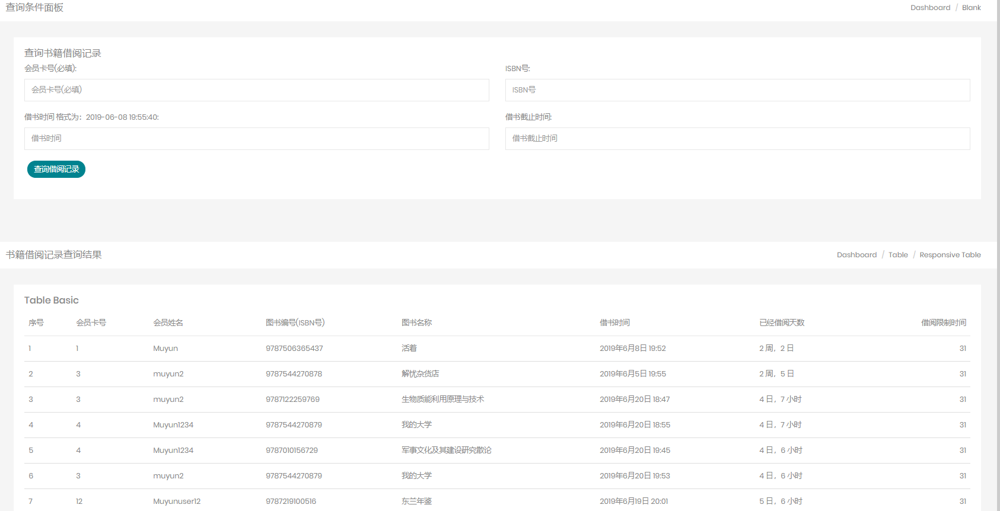 查询条件面板 Dashboard / Blank
查询书籍借阅记录
会员卡号(必填): ISBN号:
会员卡号(必填) ISBN号
借书时间 格式为：2019-06-08 19:55:40: 借书截止时间:
借书时间 借书截止时间
查询借阅记录
书籍借阅记录查询结果 Dashboard / Table / Responsive Table
Table Basic
序号 会员卡号 会员姓名 图书编号(ISBN号) 图书名称 借书时间 已经借阅天数 借阅限制时间
1 1 Muyun 9787506365437 活着 2019年6月8日 19:52 2 周，2 日 31
2 3 muyun2 9787544270878 解忧杂货店 2019年6月5日 19:55 2 周，5 日 31
3 3 muyun2 9787122259769 生物质能利用原理与技术 2019年6月20日 18:47 4 日，7 小时 31
4 4 Muyun1234 9787544270879 我的大学 2019年6月20日 18:55 4 日，7 小时 31
5 4 Muyun1234 9787010156729 军事文化及其建设研究散论 2019年6月20日 19:45 4 日，6 小时 31
6 3 muyun2 9787544270879 我的大学 2019年6月20日 19:53 4 日，6 小时 31
7 12 Muyunuser12 9787219100516 东兰年鉴 2019年6月19日 20:01 5 日，6 小时 31